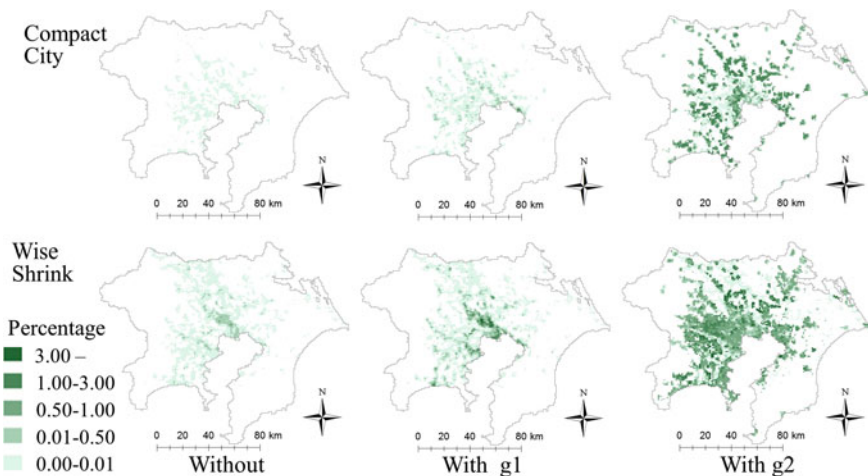 Compact
City
N
0 20 40 80 km
N
0 20 40 80 km
N
0 20 40 80 km
Wise
Shrink
Percentage
3.00 –
1.00-3.00
0.50-1.00
0.01-0.50
0.00-0.01
N
0 20 40 80 km
Without
N
0 20 40 80 km
With g1
N
0 20 40 80 km
With g2